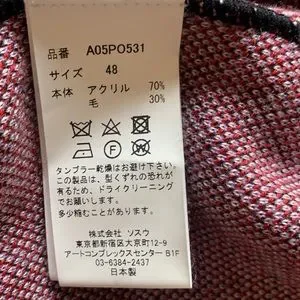 品番 A05PO531
サイズ 48
本体 アクリル 70%
毛 30%
タンブラー乾燥はお避け下さい。
この製品は、型くずれの恐れが
有るため、ドライクリーニング
でお願い致します。
多少縮むことがあります。
株式会社 ソスウ
東京都新宿区大京町12-9
アートコンプレックスセンター B1F
03-6384-2437
日本製